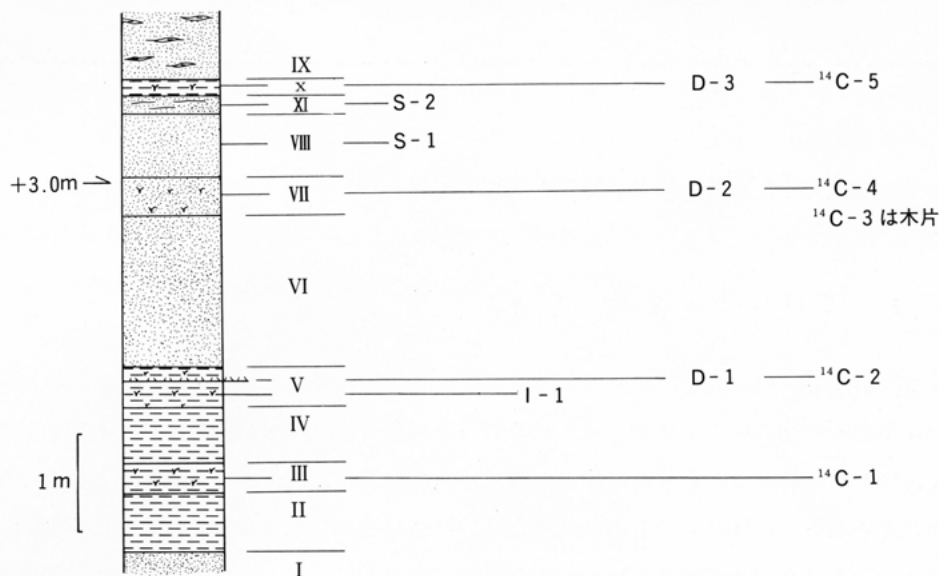 IX
x D-3 ¹⁴C-5
XI S-2
VIII S-1
+3.0m
VII D-2 ¹⁴C-4
¹⁴C-3 は木片
VI
V D-1 ¹⁴C-2
I-1
IV
1m III ¹⁴C-1
II
I